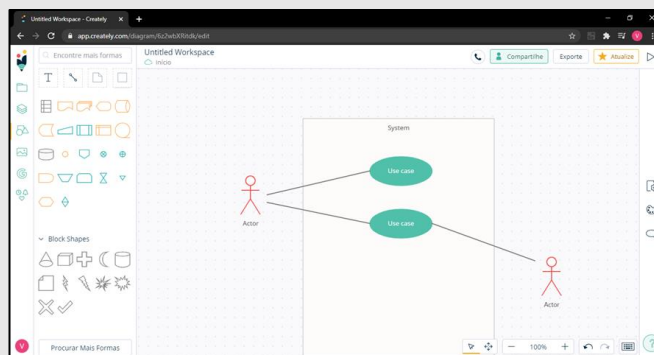 Untitled Workspace - Creately
app.creately.com/diagram/6z2wbXRitdk/edit
Encontre mais formas
Untitled Workspace
início
Compartilhe
Exporte
Atualize
T
System
Use case
Use case
Actor
Actor
Block Shapes
Procurar Mais Formas
V
V
100%
?